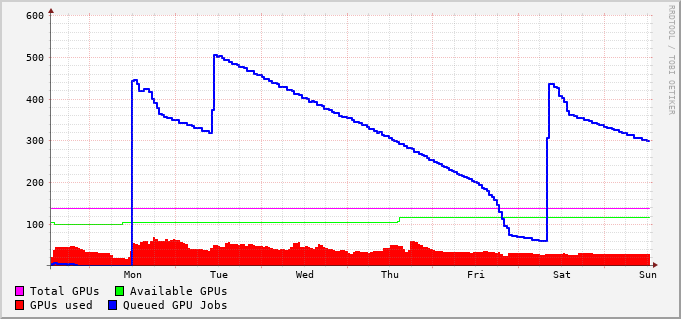 600
500
400
300
200
100
Mon Tue Wed Thu Fri Sat Sun
Total GPUs Available GPUs
GPUs used Queued GPU Jobs
RRDTOOL / TOBI OETIKER